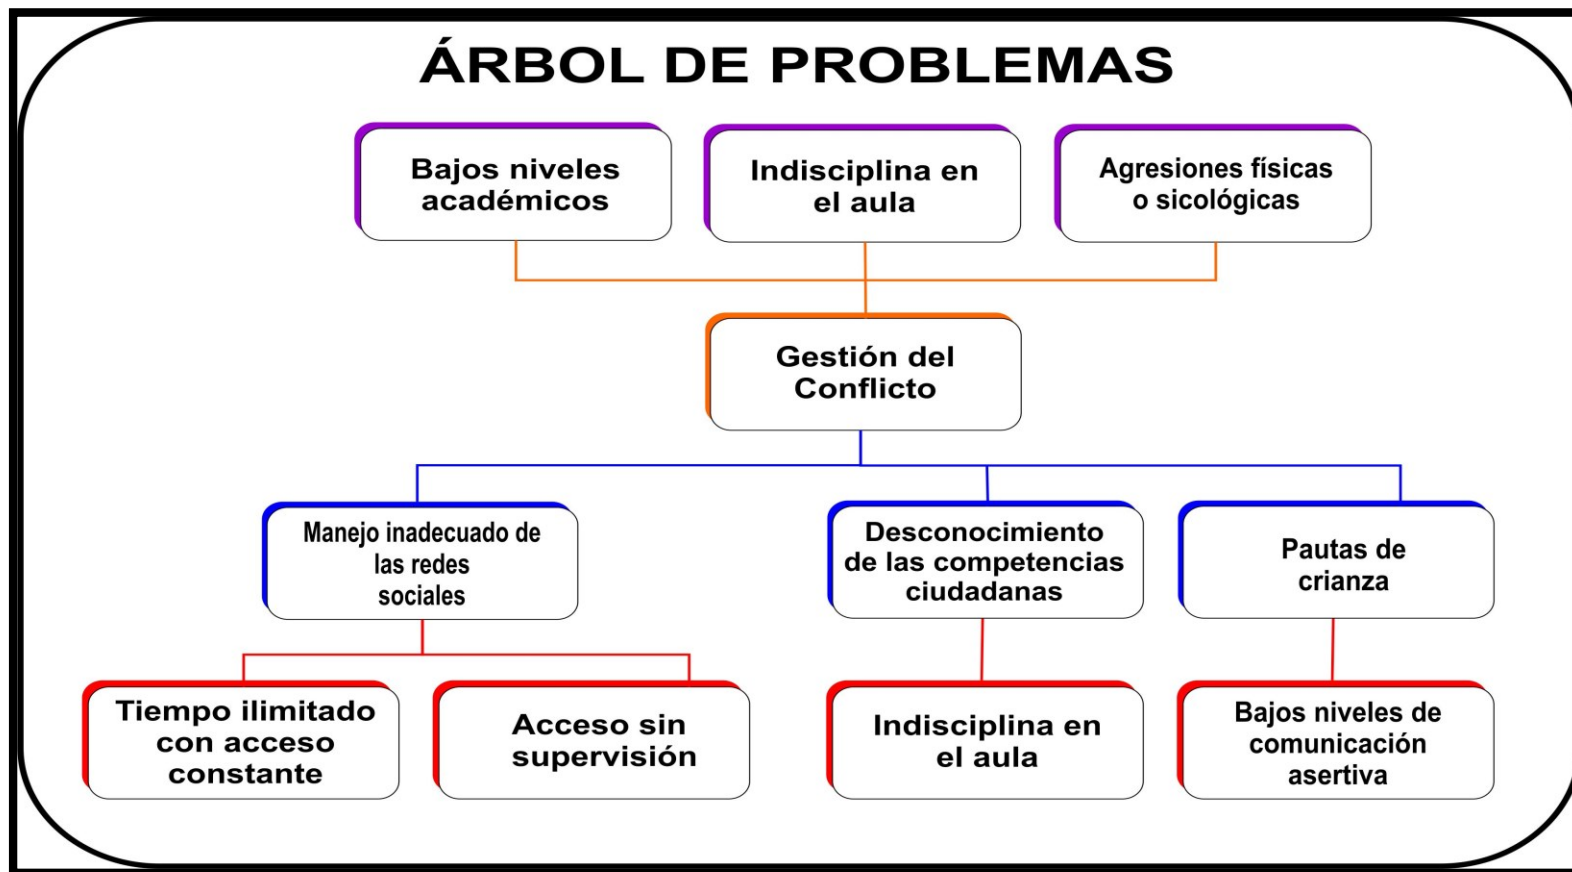 ÁRBOL DE PROBLEMAS
Bajos niveles
académicos
Indisciplina en
el aula
Agresiones físicas
o sicológicas
Gestión del
Conflicto
Manejo inadecuado de
las redes
sociales
Desconocimiento
de las competencias
ciudadanas
Pautas de
crianza
Tiempo ilimitado
con acceso
constante
Acceso sin
supervisión
Indisciplina en
el aula
Bajos niveles de
comunicación
asertiva